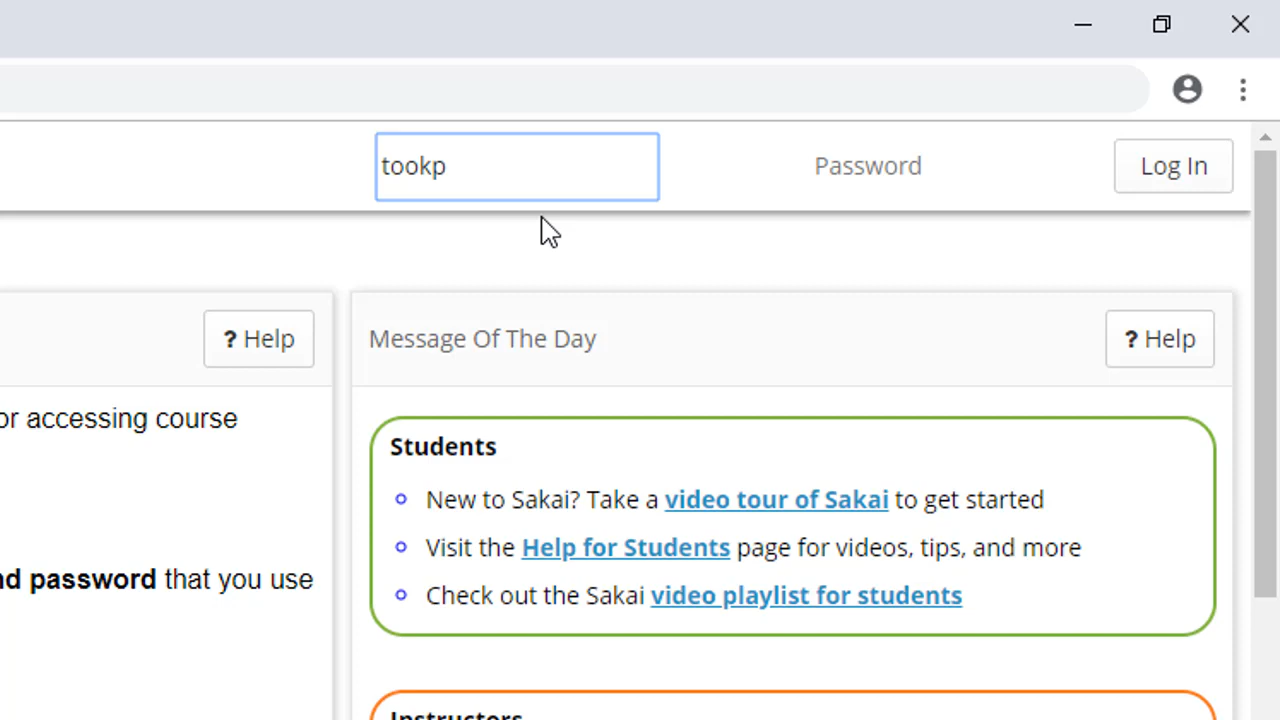 tookp
Password
Log In
? Help
Message Of The Day
? Help
or accessing course
nd password that you use
Students
New to Sakai? Take a video tour of Sakai to get started
Visit the Help for Students page for videos, tips, and more
Check out the Sakai video playlist for students
Instructors